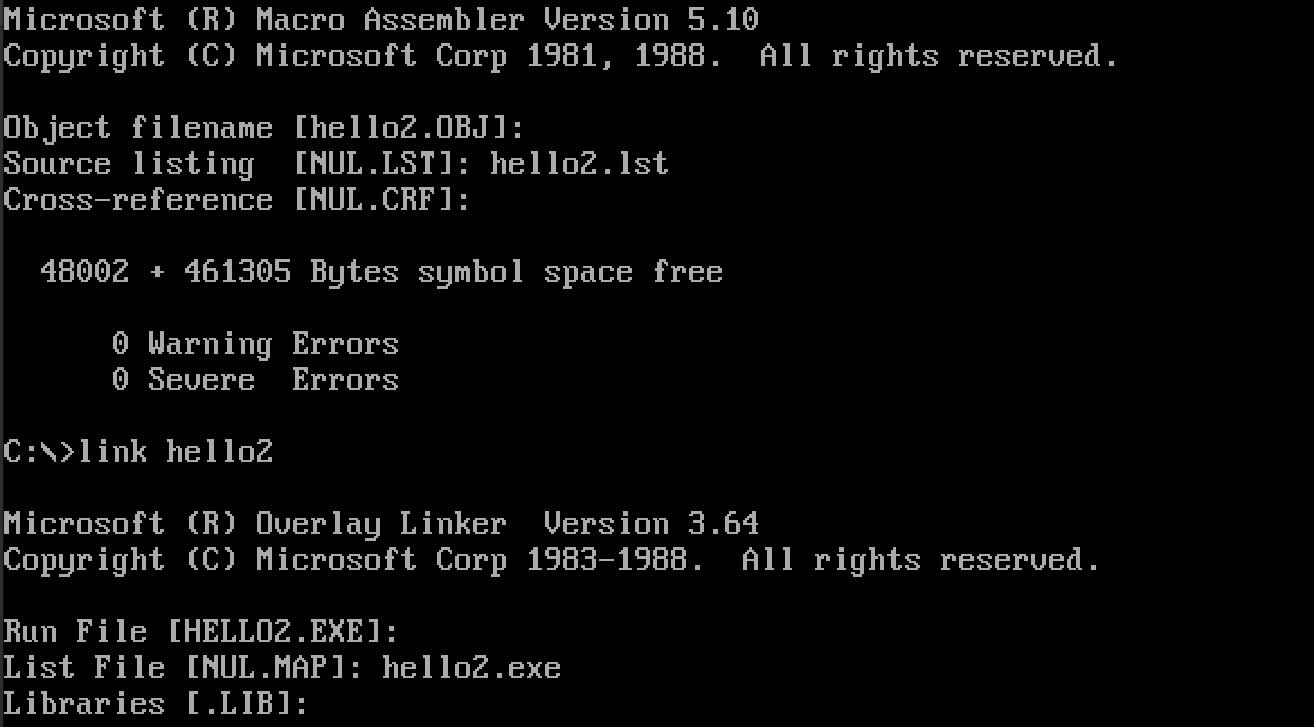 Microsoft (R) Macro Assembler Version 5.10
Copyright (C) Microsoft Corp 1981, 1988.  All rights reserved.
Object filename [hello2.OBJ]:
Source listing  [NUL.LST]: hello2.lst
Cross-reference [NUL.CRF]:
48002 + 461305 Bytes symbol space free
0 Warning Errors
0 Severe  Errors
C:\>link hello2
Microsoft (R) Overlay Linker  Version 3.64
Copyright (C) Microsoft Corp 1983-1988.  All rights reserved.
Run File [HELLO2.EXE]:
List File [NUL.MAP]: hello2.exe
Libraries [.LIB]: